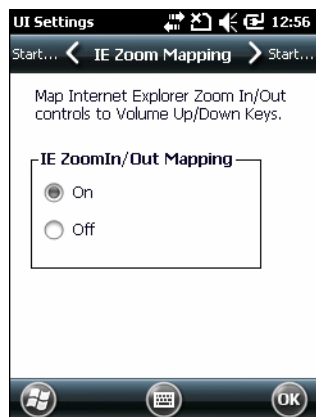 UI Settings 12:56
Start... IE Zoom Mapping Start...
Map Internet Explorer Zoom In/Out
controls to Volume Up/Down Keys.
IE ZoomIn/Out Mapping
On
Off
OK